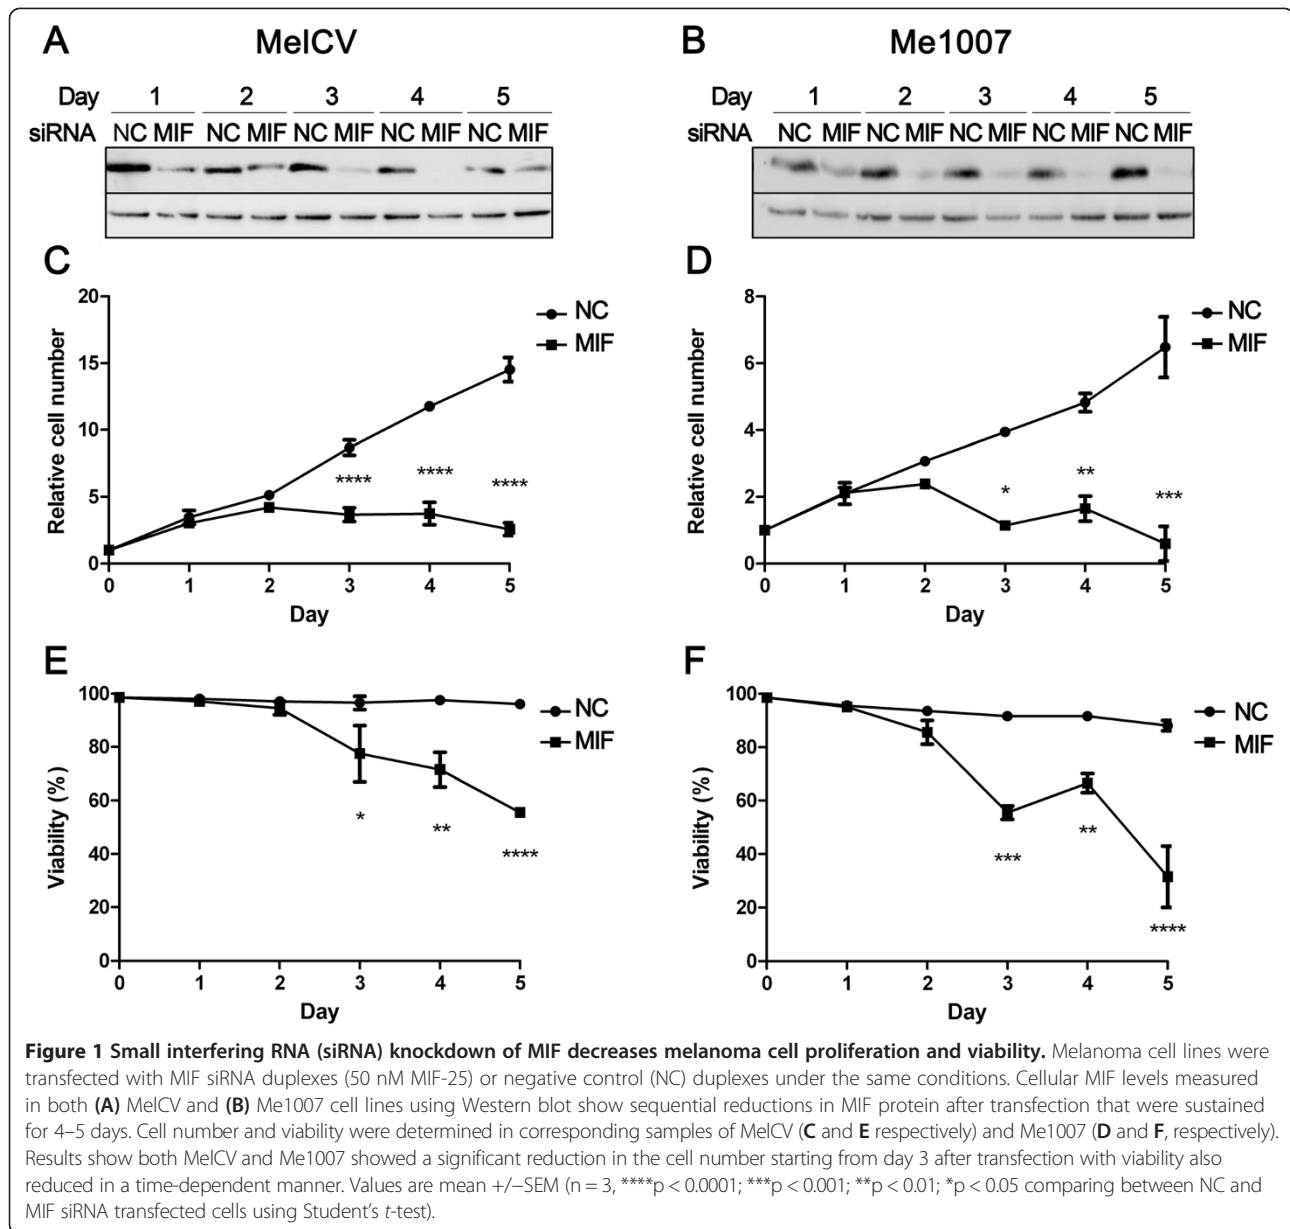 A MelCV
Day 1 2 3 4 5
siRNA NC MIF NC MIF NC MIF NC MIF NC MIF
B Me1007
Day 1 2 3 4 5
siRNA NC MIF NC MIF NC MIF NC MIF NC MIF
C
20
15
10
5
0
Relative cell number
NC
MIF
****
****
****
0 1 2 3 4 5
Day
D
8
6
4
2
0
Relative cell number
NC
MIF
*
**
***
0 1 2 3 4 5
Day
E
100
80
60
40
20
0
Viability (%)
NC
MIF
*
**
****
0 1 2 3 4 5
Day
F
100
80
60
40
20
0
Viability (%)
NC
MIF
***
**
****
0 1 2 3 4 5
Day
Figure 1 Small interfering RNA (siRNA) knockdown of MIF decreases melanoma cell proliferation and viability. Melanoma cell lines were
transfected with MIF siRNA duplexes (50 nM MIF-25) or negative control (NC) duplexes under the same conditions. Cellular MIF levels measured
in both (A) MelCV and (B) Me1007 cell lines using Western blot show sequential reductions in MIF protein after transfection that were sustained
for 4–5 days. Cell number and viability were determined in corresponding samples of MelCV (C and E respectively) and Me1007 (D and F, respectively).
Results show both MelCV and Me1007 showed a significant reduction in the cell number starting from day 3 after transfection with viability also
reduced in a time-dependent manner. Values are mean +/−SEM (n = 3, ****p < 0.0001; ***p < 0.001; **p < 0.01; *p < 0.05 comparing between NC and
MIF siRNA transfected cells using Student's t-test).